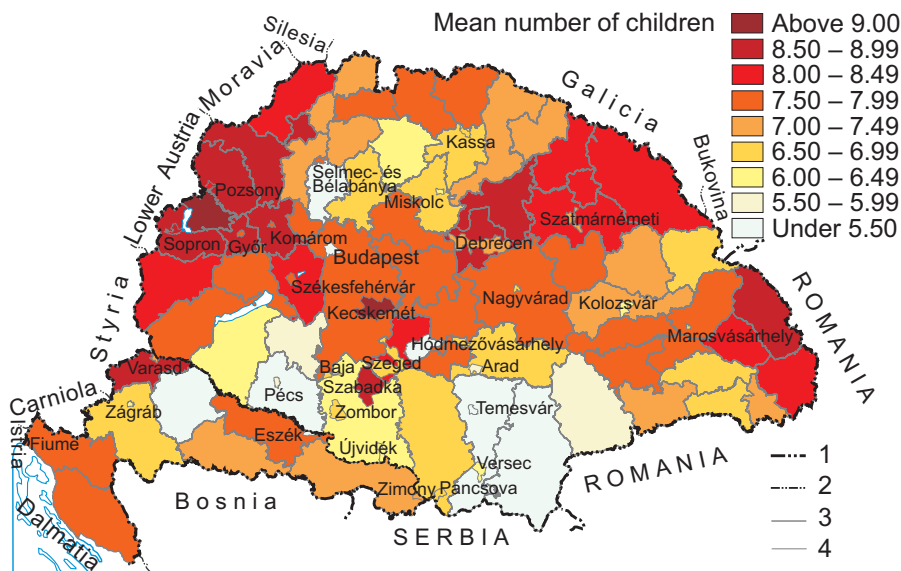 Mean number of children
Above 9.00
8.50 – 8.99
8.00 – 8.49
7.50 – 7.99
7.00 – 7.49
6.50 – 6.99
6.00 – 6.49
5.50 – 5.99
Under 5.50
Silesia
Moravia
Lower Austria
Styria
Carniola
Istria
Dalmatia
Galicia
Bukovina
ROMANIA
ROMANIA
SERBIA
Bosnia
Kassa
Selmec- és
Bélabánya
Miskolc
Pozsony
Sopron
Győr
Komárom
Budapest
Debrecen
Szatmárnémeti
Székesfehérvár
Nagyvárad
Kolozsvár
Kecskemét
Marosvásárhely
Hódmezővásárhely
Varasd
Baja
Szeged
Arad
Szabadka
Pécs
Zágráb
Zombor
Temesvár
Fiume
Eszék
Újvidék
Versec
Zimony
Páncsova
1
2
3
4